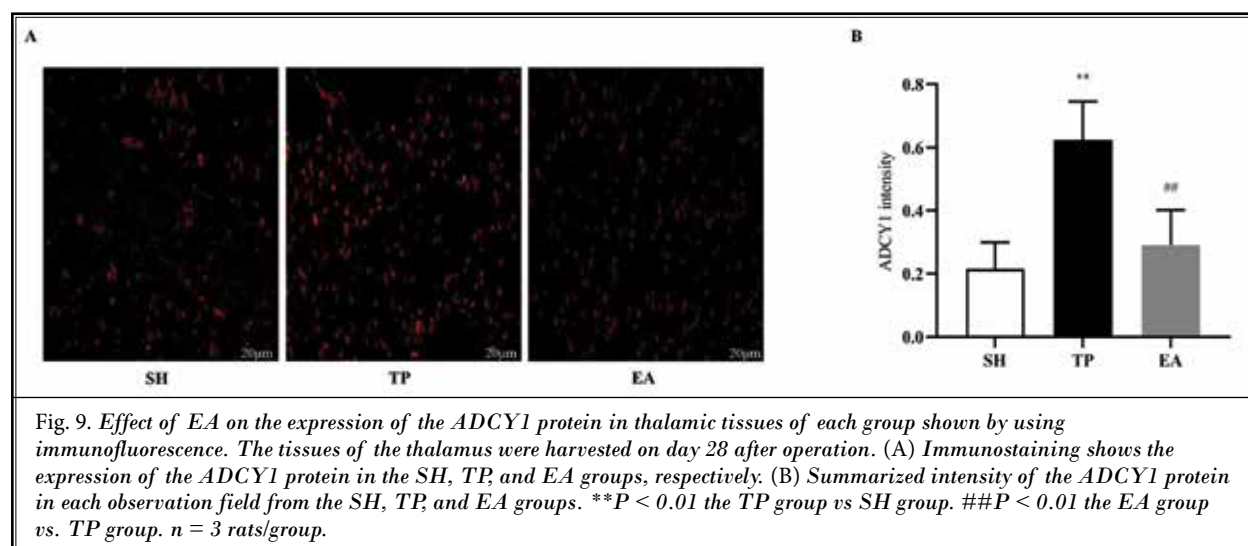 A
B
20μm
20μm
20μm
SH
TP
EA
ADCY1 intensity
0.8
0.6
0.4
0.2
0.0
**
##
SH
TP
EA
Fig. 9. Effect of EA on the expression of the ADCY1 protein in thalamic tissues of each group shown by using
immunofluorescence. The tissues of the thalamus were harvested on day 28 after operation. (A) Immunostaining shows the
expression of the ADCY1 protein in the SH, TP, and EA groups, respectively. (B) Summarized intensity of the ADCY1 protein
in each observation field from the SH, TP, and EA groups. **P < 0.01 the TP group vs SH group. ##P < 0.01 the EA group
vs. TP group. n = 3 rats/group.